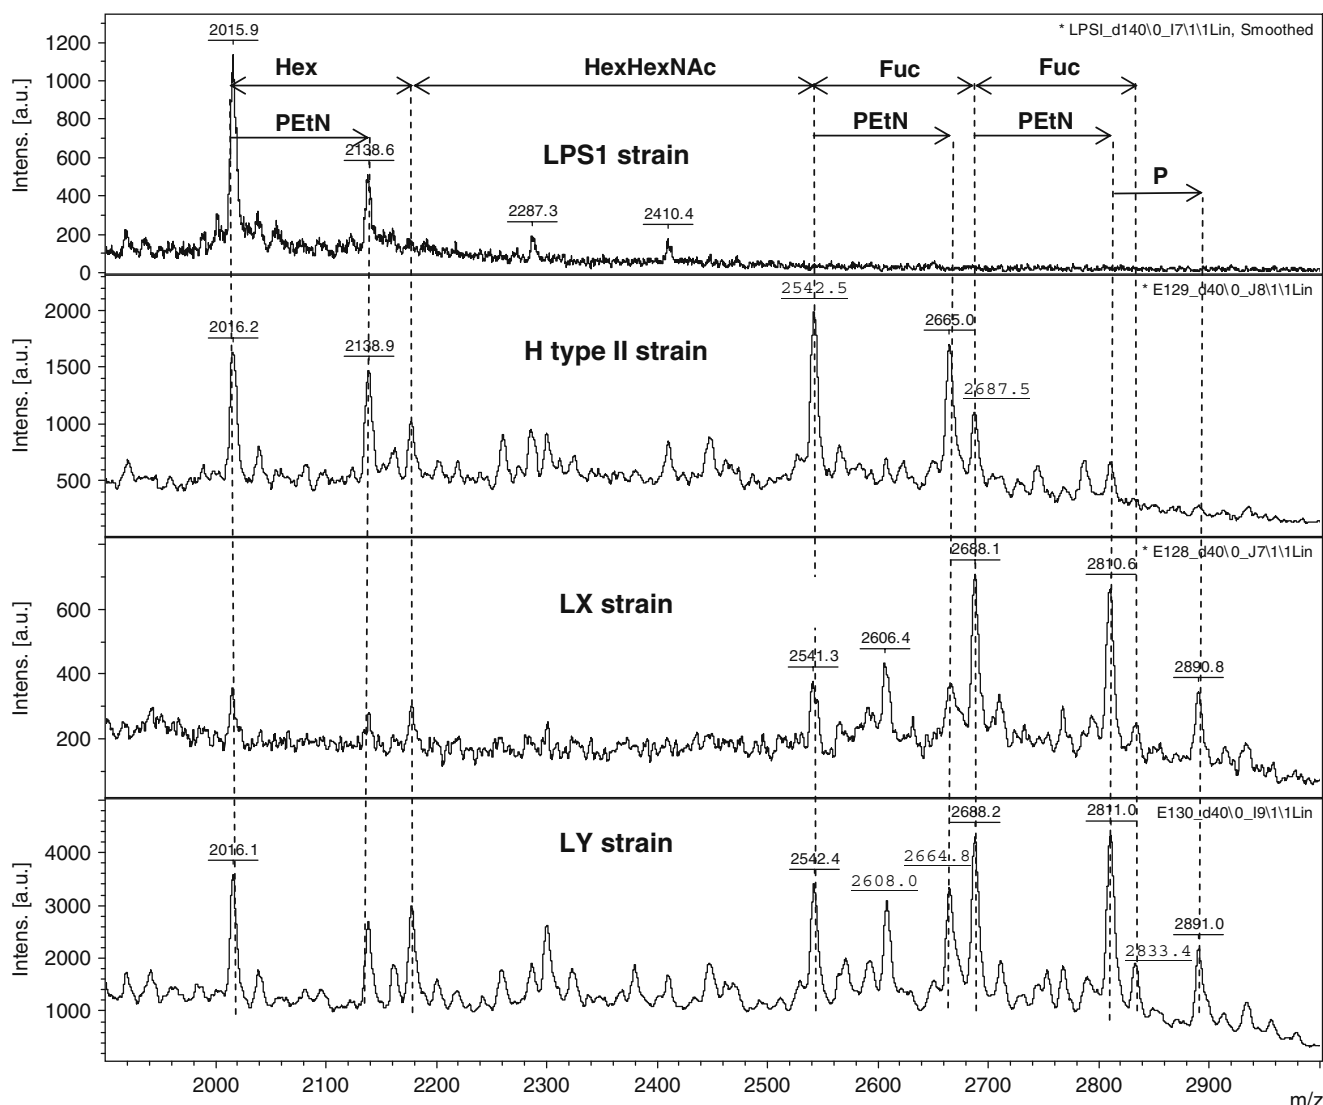 * LPSI_d140\0_I7\1\1Lin, Smoothed
2015.9
Hex
HexHexNAc
Fuc
Fuc
PEtN
PEtN
PEtN
P
LPS1 strain
2138.6
2287.3
2410.4
Intens. [a.u.]
1200
1000
800
600
400
200
0
* E129_d40\0_J8\1\1Lin
2542.5
2016.2
2138.9
2665.0
2687.5
H type II strain
Intens. [a.u.]
2000
1500
1000
500
* E128_d40\0_J7\1\1Lin
2688.1
2810.6
LX strain
2541.3
2606.4
2890.8
Intens. [a.u.]
600
400
200
E130_d40\0_I9\1\1Lin
2688.2
2811.0
LY strain
2016.1
2542.4
2664.8
2608.0
2891.0
2833.4
Intens. [a.u.]
4000
3000
2000
1000
2000 2100 2200 2300 2400 2500 2600 2700 2800 2900
m/z